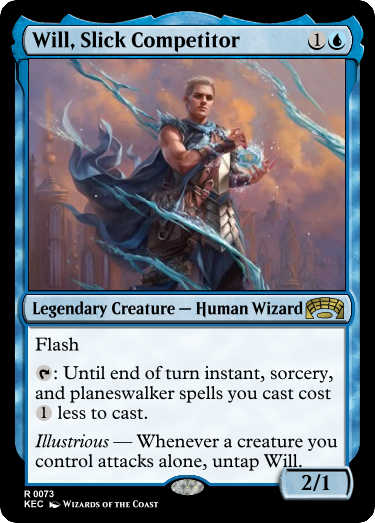 Will, Slick Competitor 1
Legendary Creature — Human Wizard
Flash
: Until end of turn instant, sorcery,
and planeswalker spells you cast cost
1 less to cast.
Illustrious — Whenever a creature you
control attacks alone, untap Will.
2/1
R 0073
KEC Wizards of the Coast